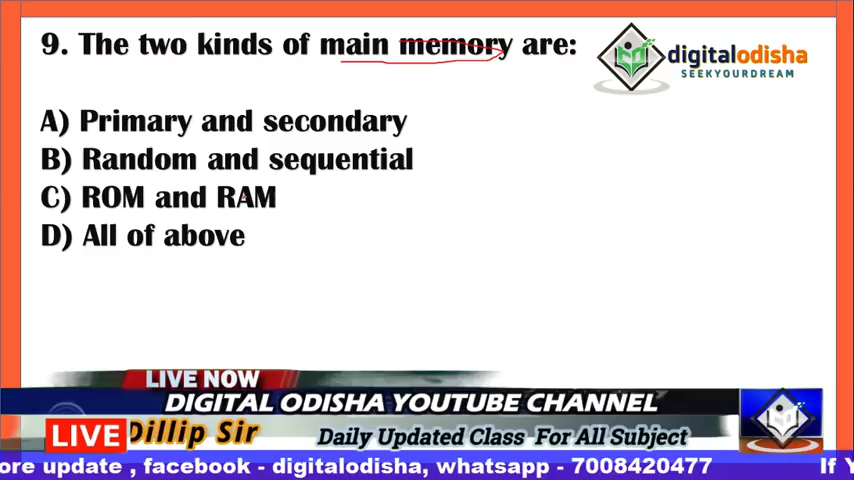 9. The two kinds of main memory are:
digitalodisha
SEEKYOURDREAM
A) Primary and secondary
B) Random and sequential
C) ROM and RAM
D) All of above
LIVE NOW
DIGITAL ODISHA YOUTUBE CHANNEL
LIVE
Dillip Sir
Daily Updated Class For All Subject
ore update , facebook - digitalodisha, whatsapp - 7008420477
If Y